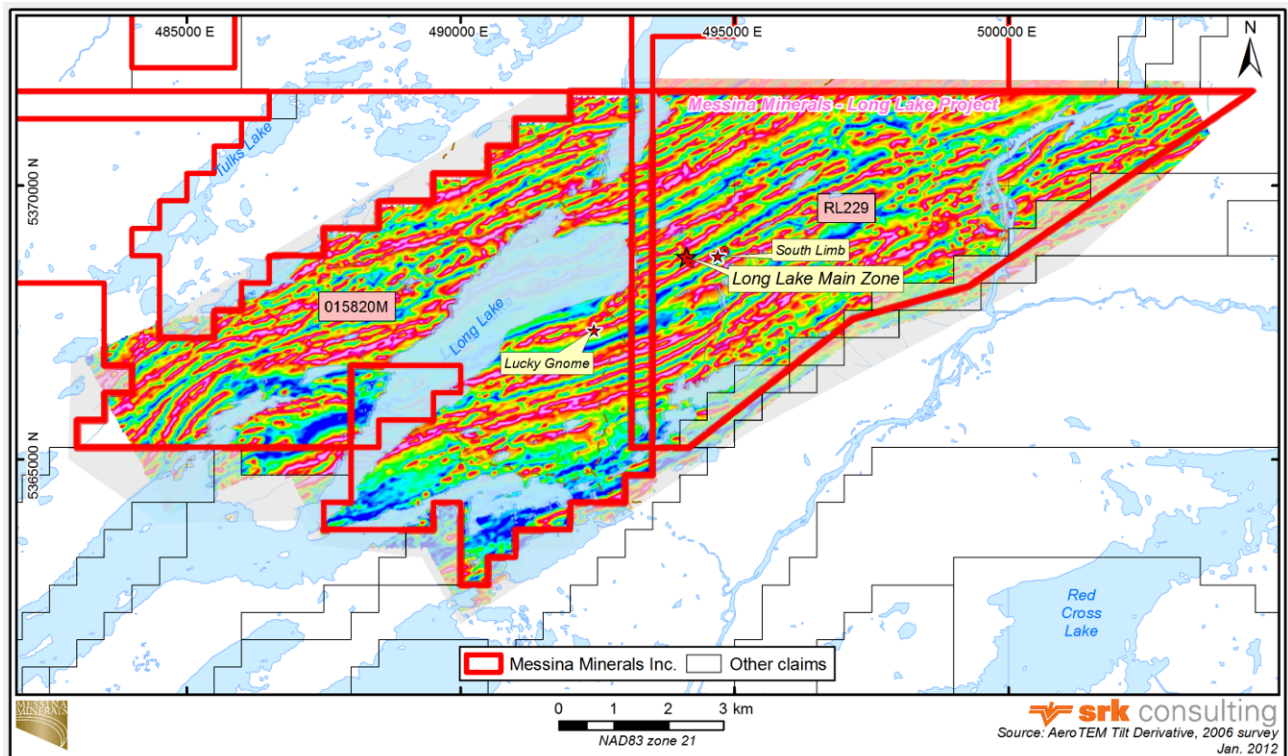 485000 E
490000 E
495000 E
500000 E
N
Messina Minerals - Long Lake Project
Tulks Lake
5370000 N
RL229
South Limb
Long Lake Main Zone
015820M
Long Lake
Lucky Gnome
5365000 N
Red
Cross
Lake
Messina Minerals Inc.
Other claims
MESSINA
MINERALS
0 1 2 3 km
NAD83 zone 21
srk consulting
Source: AeroTEM Tilt Derivative, 2006 survey
Jan. 2012